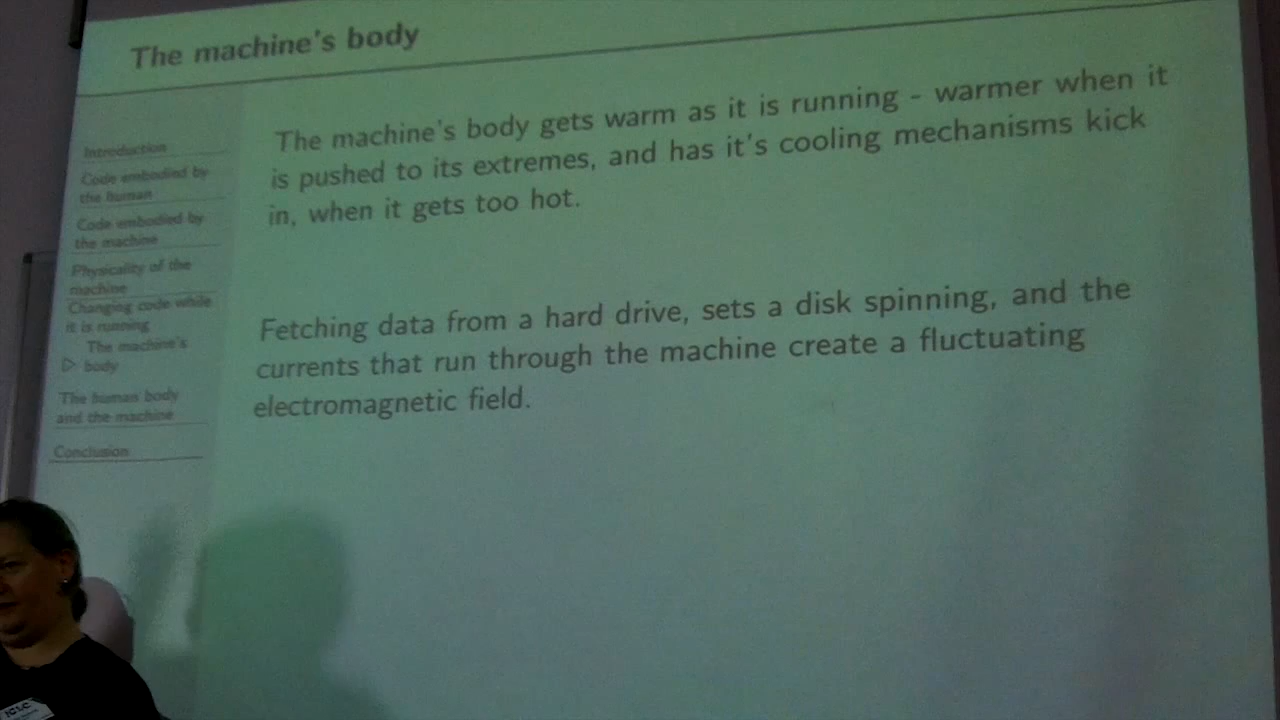 The machine's body
Introduction
Code embodied by
the human
Code embodied by
the machine
Physicality of the
machine
Changing code while
it is running
The machine's
▷ body
The human body
and the machine
Conclusion
The machine's body gets warm as it is running - warmer when it
is pushed to its extremes, and has it's cooling mechanisms kick
in, when it gets too hot.
Fetching data from a hard drive, sets a disk spinning, and the
currents that run through the machine create a fluctuating
electromagnetic field.
ICLC